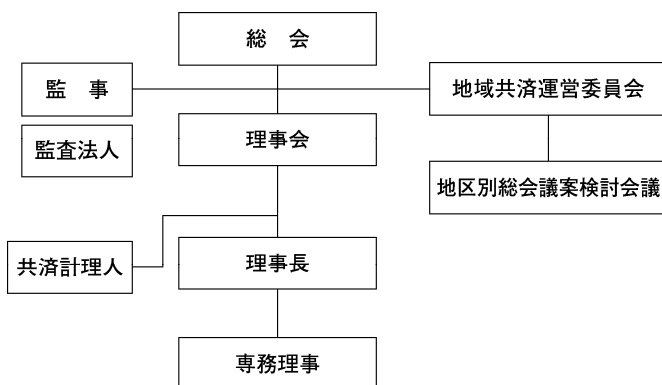 総　会
監　事
地域共済運営委員会
監査法人
理事会
地区別総会議案検討会議
共済計理人
理事長
専務理事